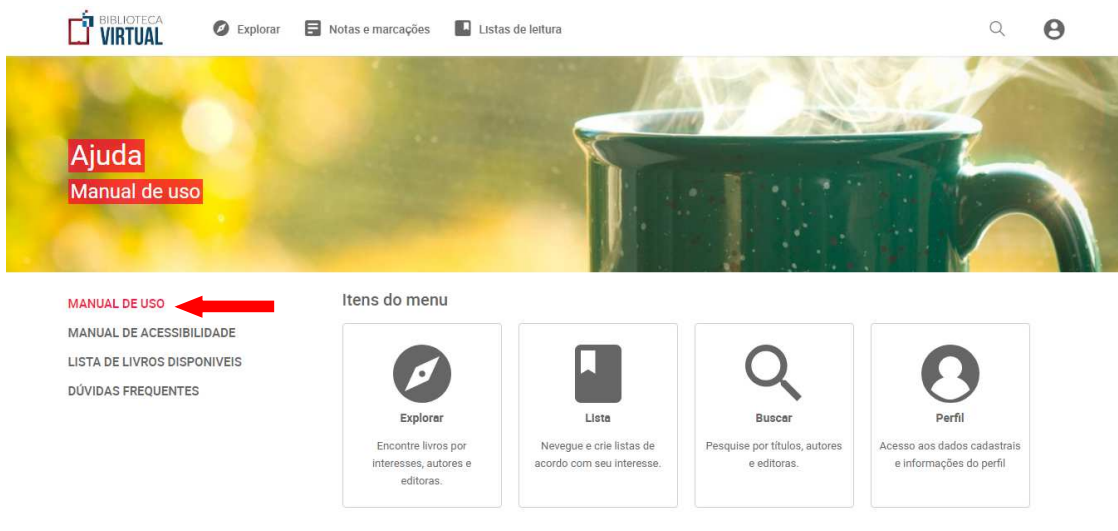 BIBLIOTECA
VIRTUAL
Explorar
Notas e marcações
Listas de leitura
Ajuda
Manual de uso
MANUAL DE USO
MANUAL DE ACESSIBILIDADE
LISTA DE LIVROS DISPONIVEIS
DÚVIDAS FREQUENTES
Itens do menu
Explorar
Encontre livros por
interesses, autores e
editoras.
Lista
Nevegue e crie listas de
acordo com seu interesse.
Buscar
Pesquise por títulos, autores
e editoras.
Perfil
Acesso aos dados cadastrais
e informações do perfil